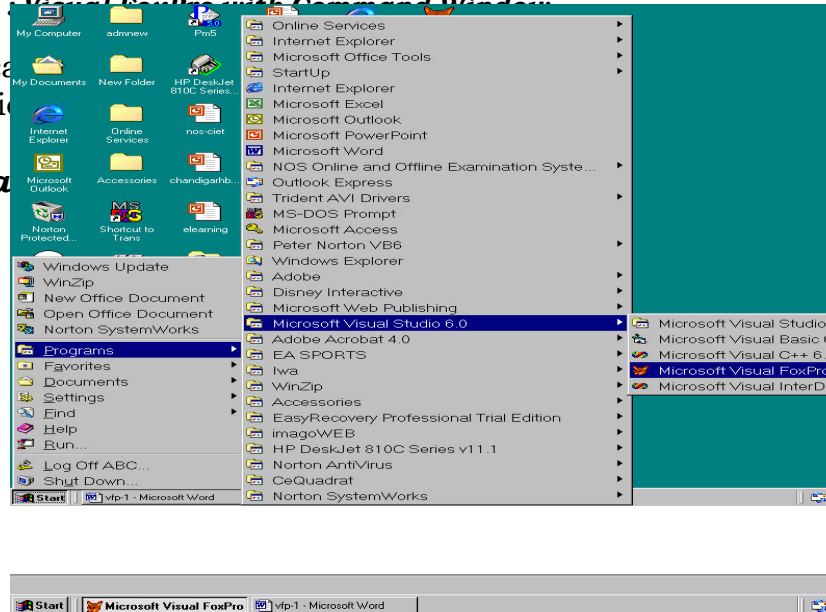 : Visual FoxPro with Command Window
My Computer
admnew
Pm5
My Documents
New Folder
HP DeskJet
810C Series...
Internet
Explorer
Online
Services
nos-ciet
Microsoft
Outlook
Accessories
chandigarhb...
Norton
Protected...
Shortcut to
Trans
elearning
Windows Update
WinZip
New Office Document
Open Office Document
Norton SystemWorks
Programs
Favorites
Documents
Settings
Find
Help
Run...
Log Off ABC...
Shut Down...
Online Services
Internet Explorer
Microsoft Office Tools
StartUp
Internet Explorer
Microsoft Excel
Microsoft Outlook
Microsoft PowerPoint
Microsoft Word
NOS Online and Offline Examination Syste...
Outlook Express
Trident AVI Drivers
MS-DOS Prompt
Microsoft Access
Peter Norton VB6
Windows Explorer
Adobe
Disney Interactive
Microsoft Web Publishing
Microsoft Visual Studio 6.0
Adobe Acrobat 4.0
EA SPORTS
Iwa
WinZip
Accessories
EasyRecovery Professional Trial Edition
imagoWEB
HP DeskJet 810C Series v11.1
Norton AntiVirus
CeQuadrat
Norton SystemWorks
Microsoft Visual Studio
Microsoft Visual Basic 6
Microsoft Visual C++ 6.
Microsoft Visual FoxPro
Microsoft Visual InterD
Start
vfp-1 - Microsoft Word
Start
Microsoft Visual FoxPro
vfp-1 - Microsoft Word